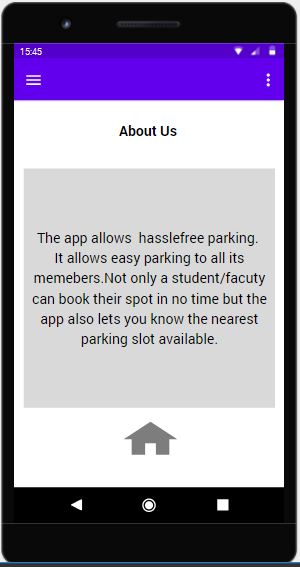 15:45
About Us
The app allows  hasslefree parking.
It allows easy parking to all its
memebers.Not only a student/facuty
can book their spot in no time but the
app also lets you know the nearest
parking slot available.